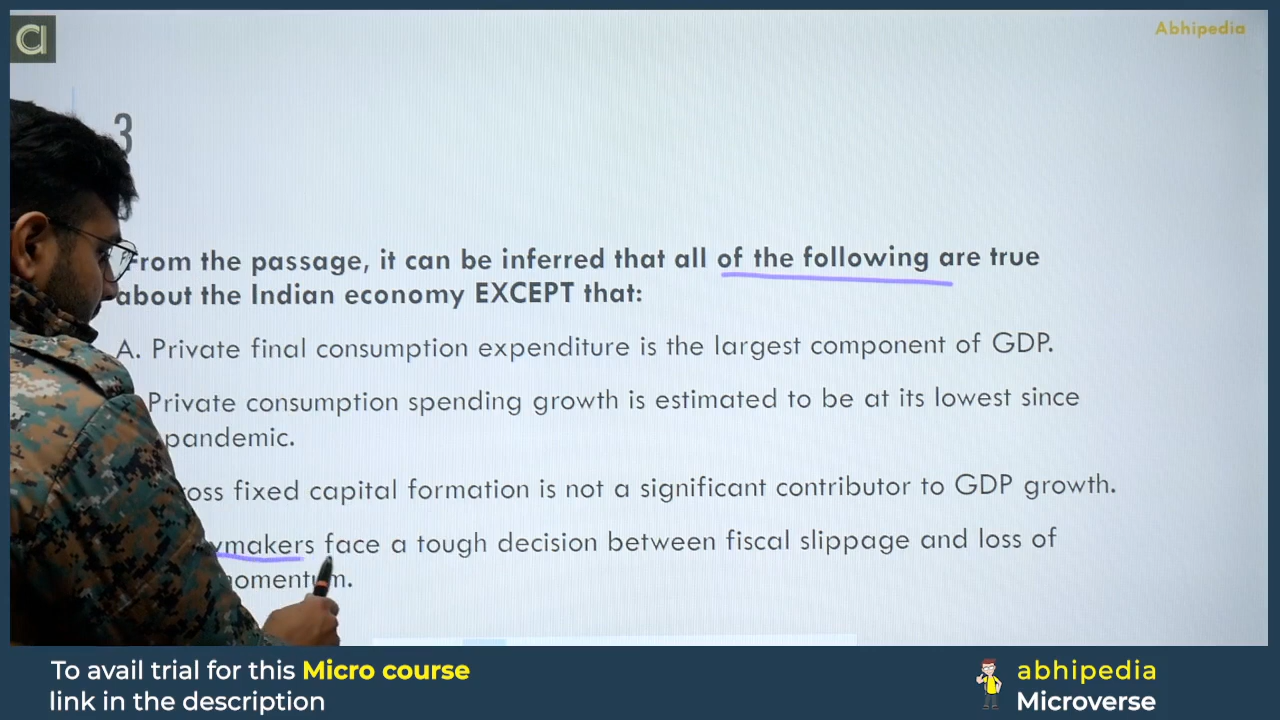 a
Abhipedia
3
From the passage, it can be inferred that all of the following are true
about the Indian economy EXCEPT that:
A. Private final consumption expenditure is the largest component of GDP.
Private consumption spending growth is estimated to be at its lowest since
pandemic.
ross fixed capital formation is not a significant contributor to GDP growth.
ymakers face a tough decision between fiscal slippage and loss of
momentum.
To avail trial for this Micro course
link in the description
abhipedia
Microverse